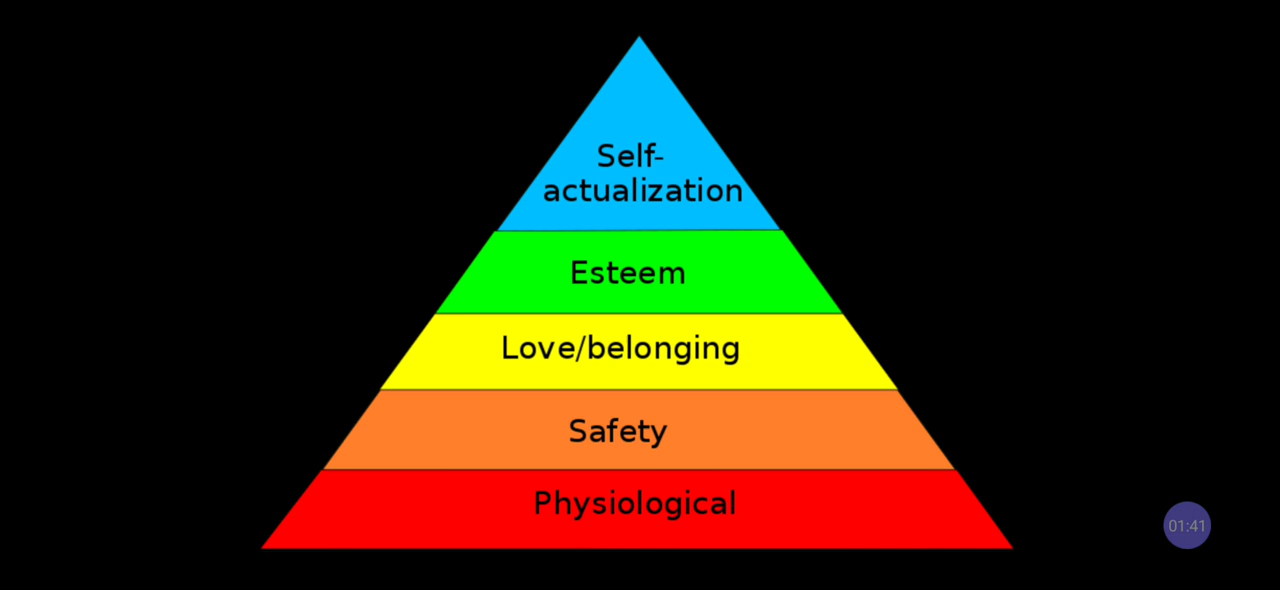 Self-
actualization
Esteem
Love/belonging
Safety
Physiological
01:41